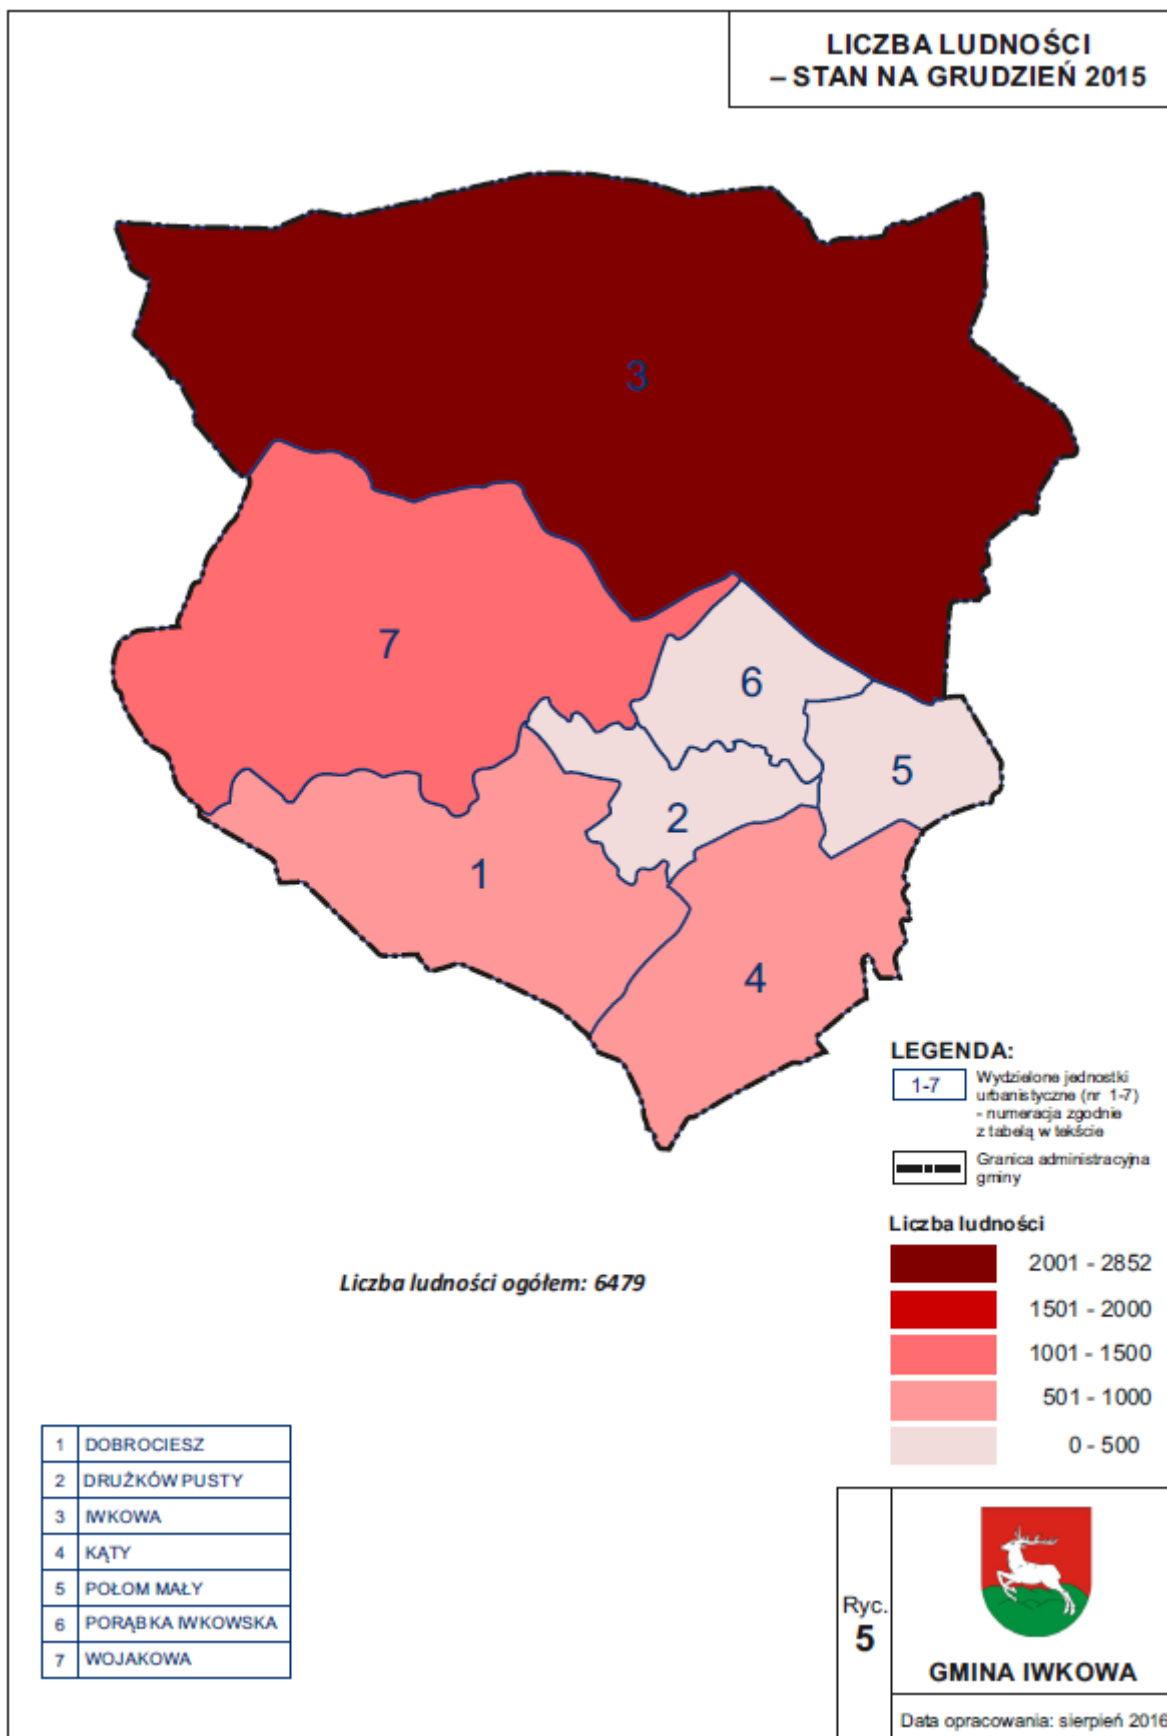 LICZBA LUDNOŚCI
– STAN NA GRUDZIEŃ 2015
3
7
6
5
2
1
4
LEGENDA:
1-7
Wydzielone jednostki
urbanistyczne (nr 1-7)
- numeracja zgodnie
z tabelą w tekście
Granica administracyjna
gminy
Liczba ludności
2001 - 2852
1501 - 2000
1001 - 1500
501 - 1000
0 - 500
Liczba ludności ogółem: 6479
1 DOBROCIESZ
2 DRUŻKÓW PUSTY
3 IWKOWA
4 KĄTY
5 POŁOM MAŁY
6 PORĄBKA IWKOWSKA
7 WOJAKOWA
Ryc.
5
GMINA IWKOWA
Data opracowania: sierpień 2016